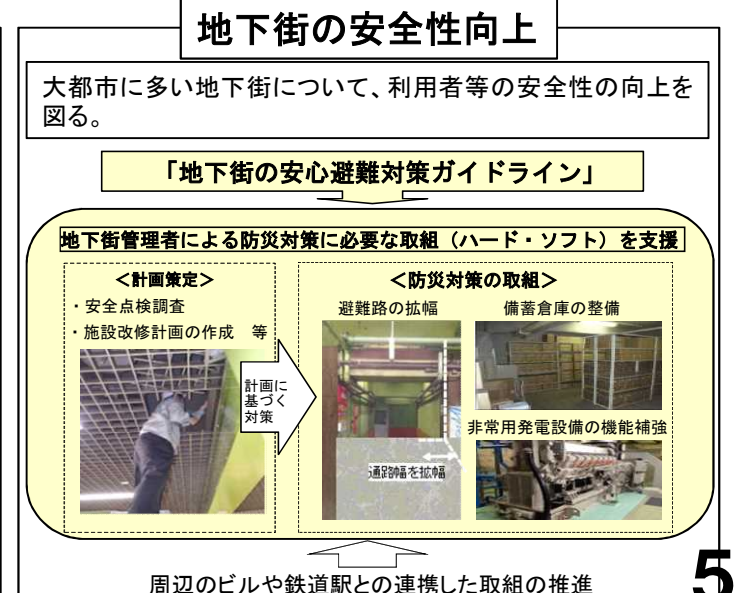 地下街の安全性向上
大都市に多い地下街について、利用者等の安全性の向上を
図る。
「地下街の安心避難対策ガイドライン」
地下街管理者による防災対策に必要な取組（ハード・ソフト）を支援
＜計画策定＞
・安全点検調査
・施設改修計画の作成　等
計画に
基づく
対策
＜防災対策の取組＞
避難路の拡幅
通路幅を拡幅
備蓄倉庫の整備
非常用発電設備の機能補強
周辺のビルや鉄道駅との連携した取組の推進
5